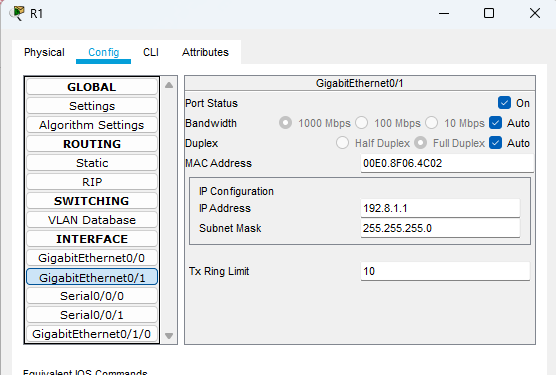 R1
Physical Config CLI Attributes
GLOBAL
Settings
Algorithm Settings
ROUTING
Static
RIP
SWITCHING
VLAN Database
INTERFACE
GigabitEthernet0/0
GigabitEthernet0/1
Serial0/0/0
Serial0/0/1
GigabitEthernet0/1/0
GigabitEthernet0/1
Port Status On
Bandwidth 1000 Mbps 100 Mbps 10 Mbps Auto
Duplex Half Duplex Full Duplex Auto
MAC Address 00E0.8F06.4C02
IP Configuration
IP Address 192.8.1.1
Subnet Mask 255.255.255.0
Tx Ring Limit 10
Equivalent IOS Commands